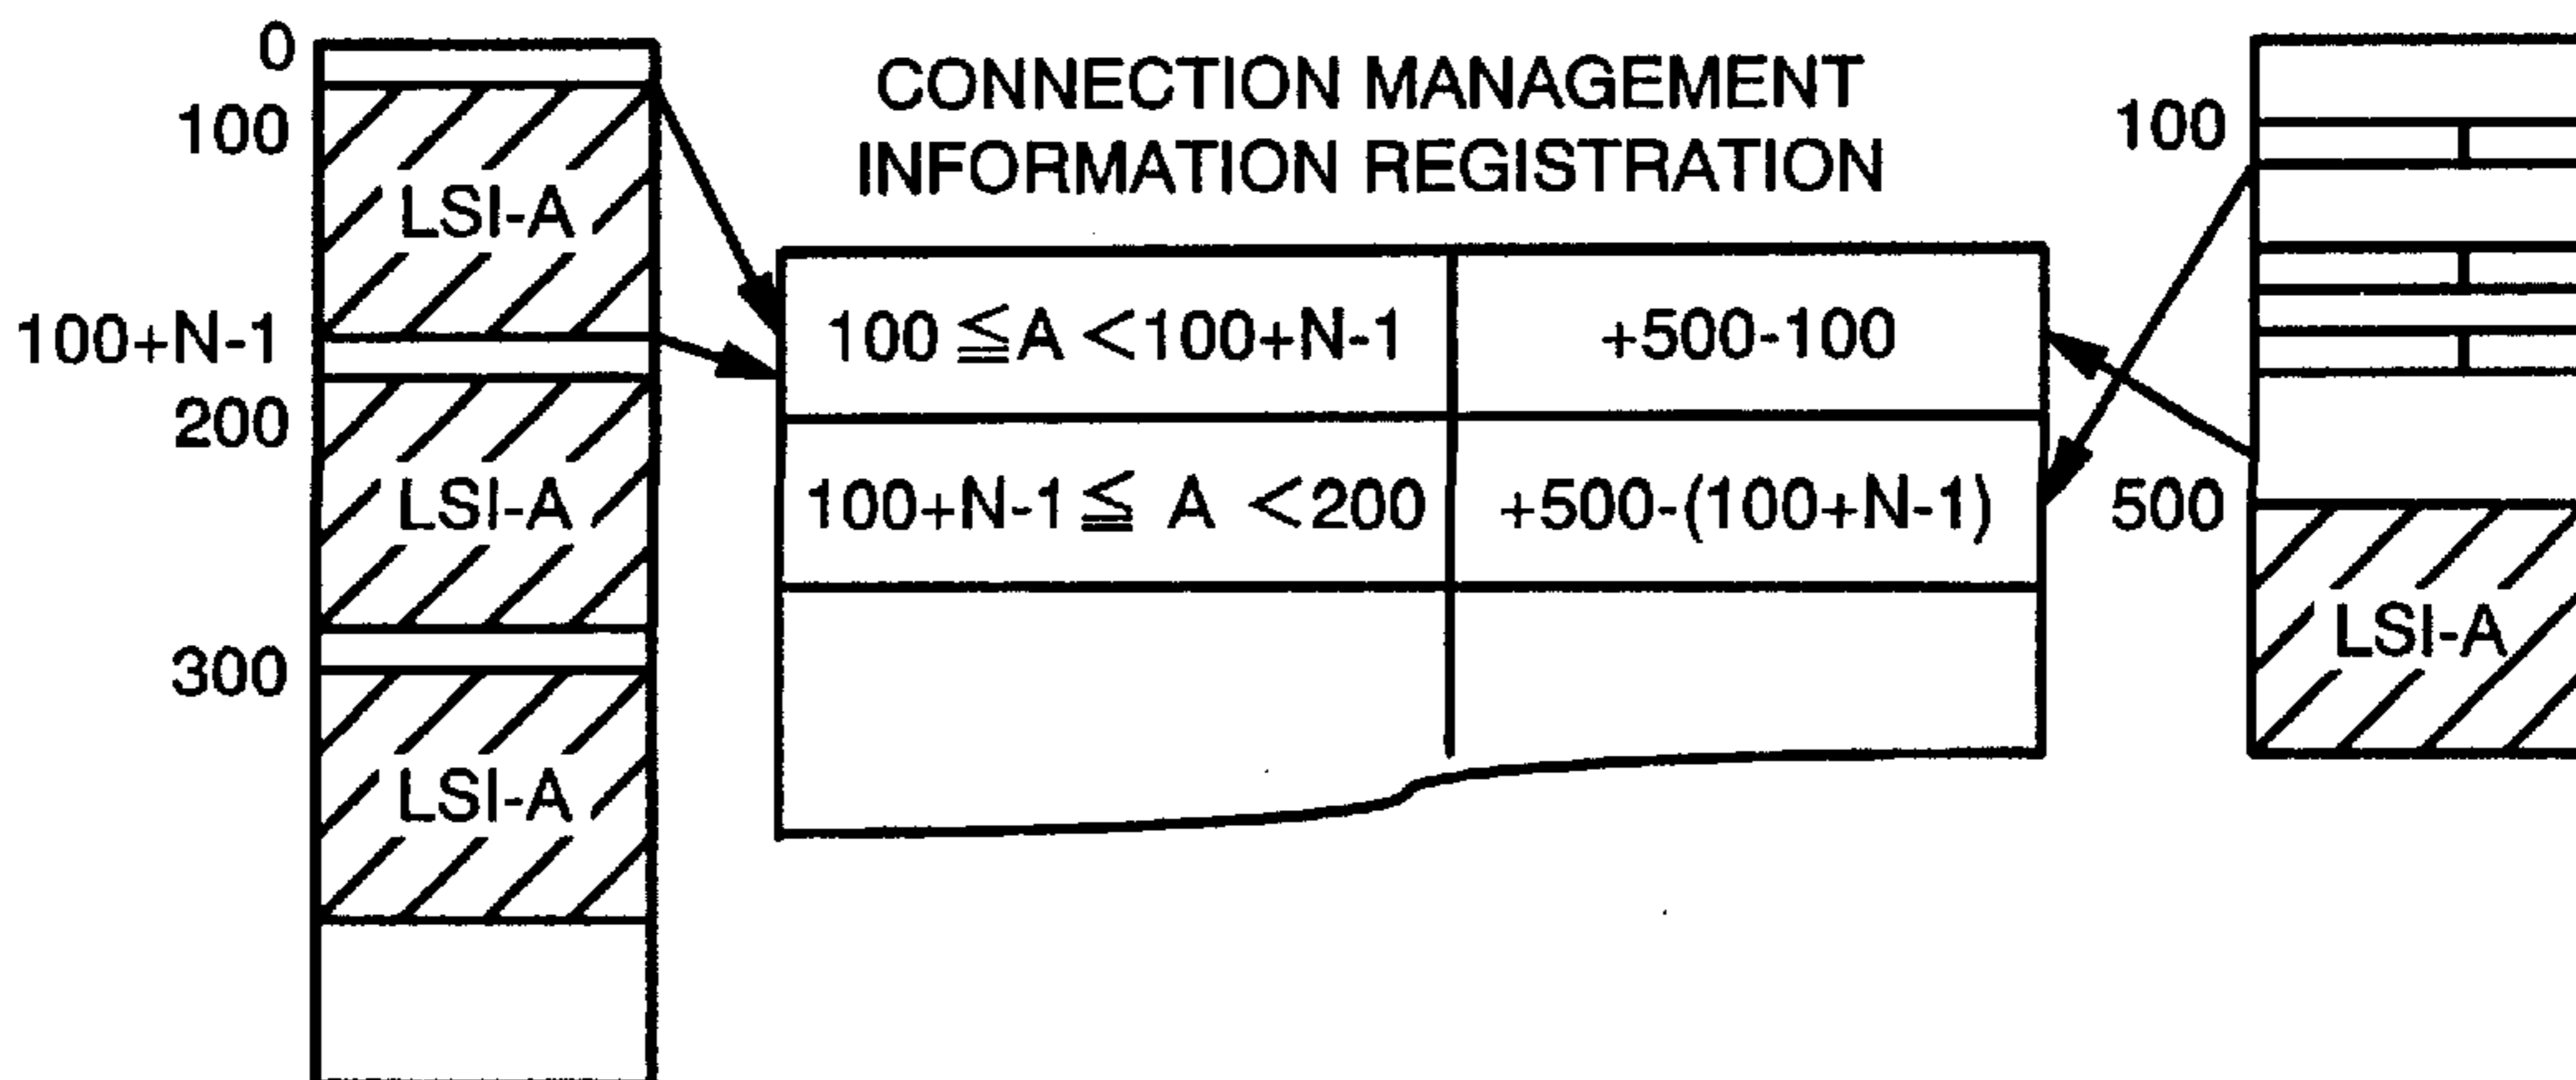 0
100
LSI-A
100+N-1
200
LSI-A
300
LSI-A
CONNECTION MANAGEMENT
INFORMATION REGISTRATION
100 ≦ A < 100+N-1 +500-100
100+N-1 ≦ A < 200 +500-(100+N-1)
100
500
LSI-A